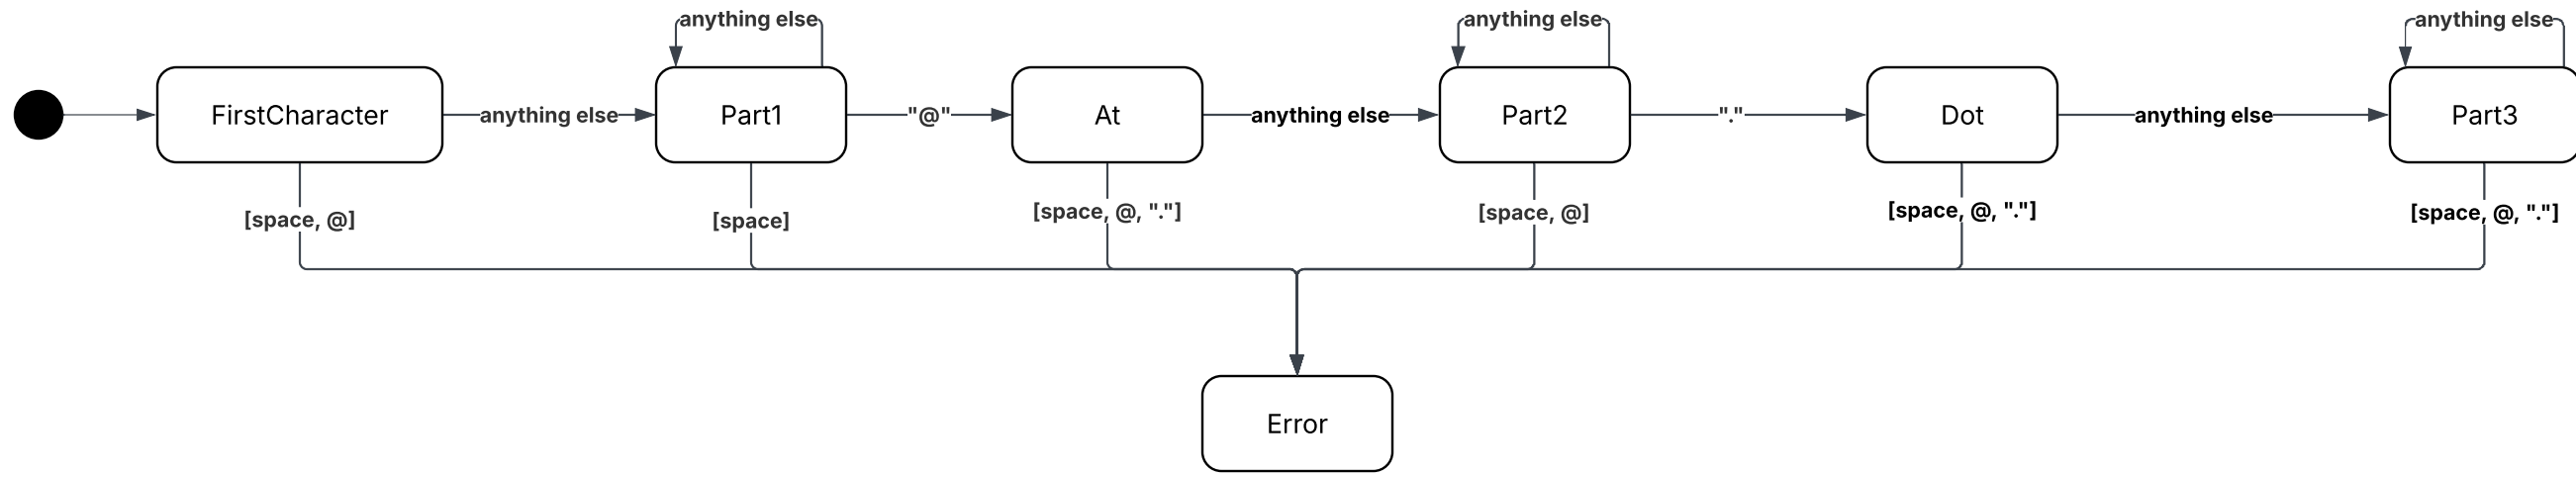 anything else
anything else
anything else
FirstCharacter
anything else
Part1
"@"
At
anything else
Part2
"."
Dot
anything else
Part3
[space, @]
[space]
[space, @, "."]
[space, @]
[space, @, "."]
[space, @, "."]
Error